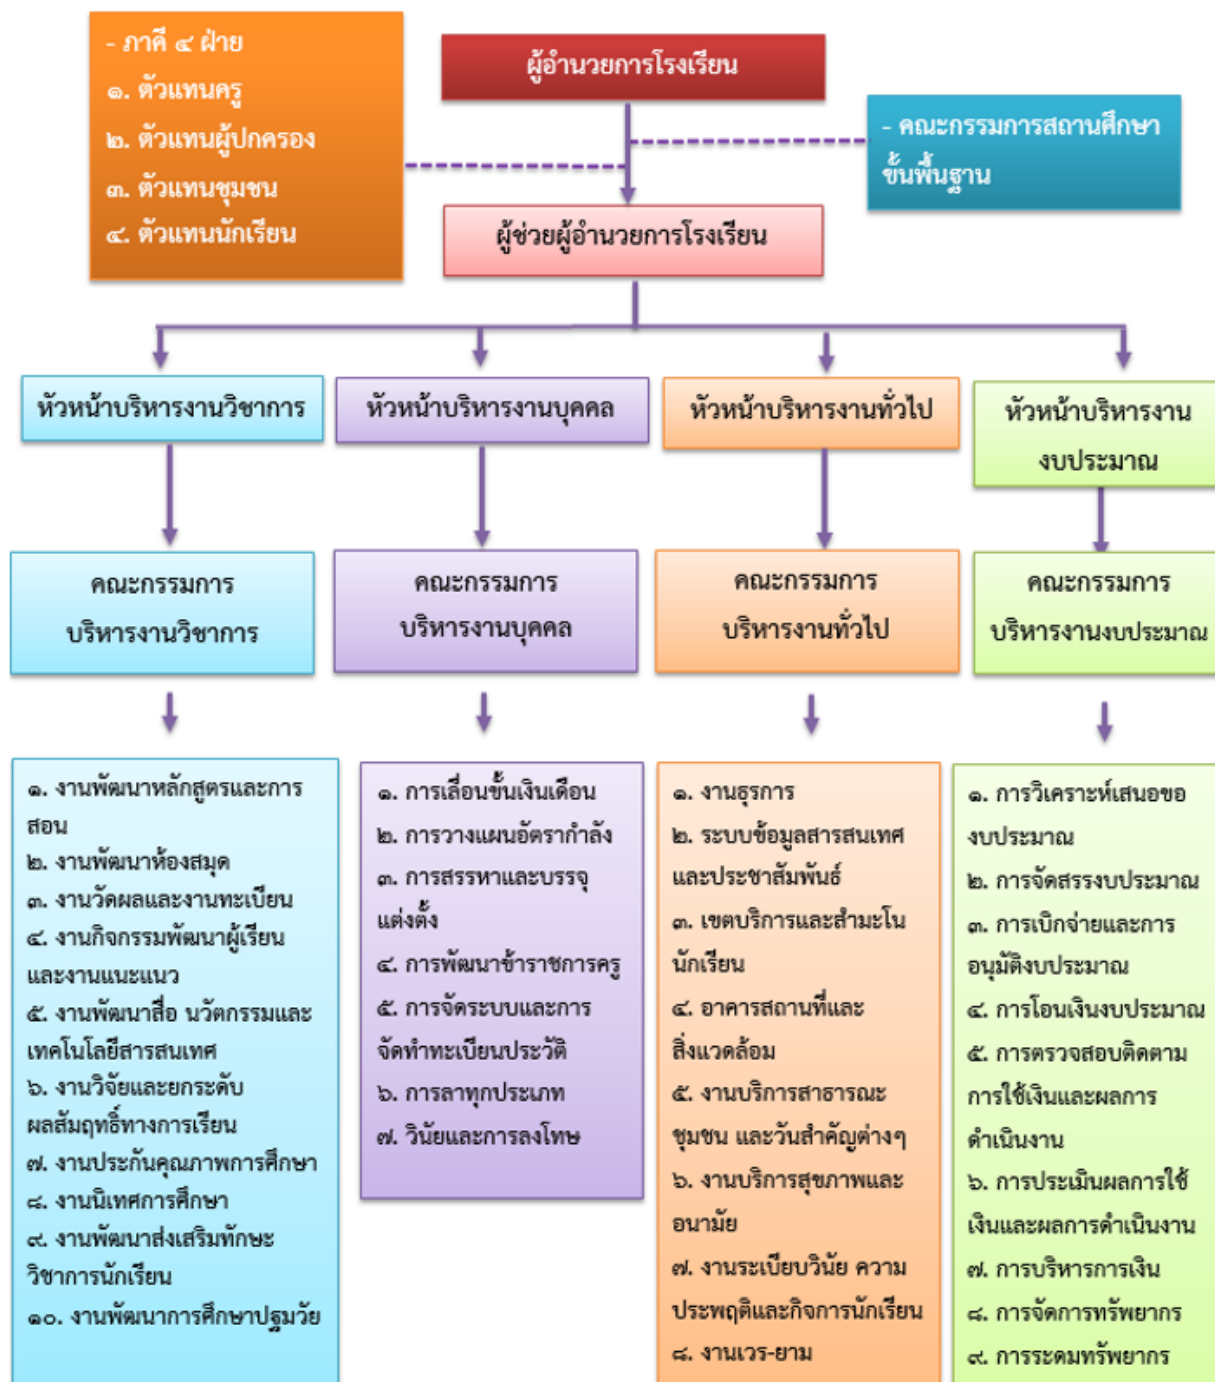 - ภาคี ๔ ฝ่าย
๑. ตัวแทนครู
๒. ตัวแทนผู้ปกครอง
๓. ตัวแทนชุมชน
๔. ตัวแทนนักเรียน
ผู้อำนวยการโรงเรียน
- คณะกรรมการสถานศึกษา
ขั้นพื้นฐาน
ผู้ช่วยผู้อำนวยการโรงเรียน
หัวหน้าบริหารงานวิชาการ
หัวหน้าบริหารงานบุคคล
หัวหน้าบริหารงานทั่วไป
หัวหน้าบริหารงาน
งบประมาณ
คณะกรรมการ
บริหารงานวิชาการ
คณะกรรมการ
บริหารงานบุคคล
คณะกรรมการ
บริหารงานทั่วไป
คณะกรรมการ
บริหารงานงบประมาณ
๑. งานพัฒนาหลักสูตรและการ
สอน
๒. งานพัฒนาห้องสมุด
๓. งานวัดผลและงานทะเบียน
๔. งานกิจกรรมพัฒนาผู้เรียน
และงานแนะแนว
๕. งานพัฒนาสื่อ นวัตกรรมและ
เทคโนโลยีสารสนเทศ
๖. งานวิจัยและยกระดับ
ผลสัมฤทธิ์ทางการเรียน
๗. งานประกันคุณภาพการศึกษา
๘. งานนิเทศการศึกษา
๙. งานพัฒนาส่งเสริมทักษะ
วิชาการนักเรียน
๑๐. งานพัฒนาการศึกษาปฐมวัย
๑. การเลื่อนขั้นเงินเดือน
๒. การวางแผนอัตรากำลัง
๓. การสรรหาและบรรจุ
แต่งตั้ง
๔. การพัฒนาข้าราชการครู
๕. การจัดระบบและการ
จัดทำทะเบียนประวัติ
๖. การลาทุกประเภท
๗. วินัยและการลงโทษ
๑. งานธุรการ
๒. ระบบข้อมูลสารสนเทศ
และประชาสัมพันธ์
๓. เขตบริการและสำมะโน
นักเรียน
๔. อาคารสถานที่และ
สิ่งแวดล้อม
๕. งานบริการสาธารณะ
ชุมชน และวันสำคัญต่างๆ
๖. งานบริการสุขภาพและ
อนามัย
๗. งานระเบียบวินัย ความ
ประพฤติและกิจการนักเรียน
๘. งานเวร-ยาม
๑. การวิเคราะห์เสนอขอ
งบประมาณ
๒. การจัดสรรงบประมาณ
๓. การเบิกจ่ายและการ
อนุมัติงบประมาณ
๔. การโอนเงินงบประมาณ
๕. การตรวจสอบติดตาม
การใช้เงินและผลการ
ดำเนินงาน
๖. การประเมินผลการใช้
เงินและผลการดำเนินงาน
๗. การบริหารการเงิน
๘. การจัดการทรัพยากร
๙. การระดมทรัพยากร